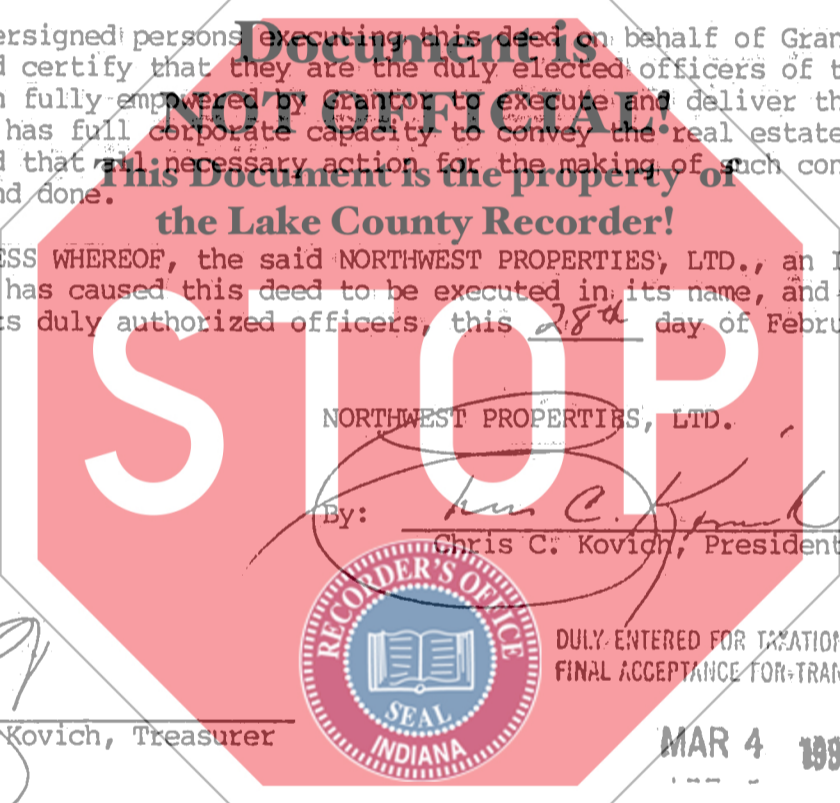 ersigned persons executing this deed on behalf of Gran
d certify that they are the duly elected officers of t
n fully empowered by Grantor to execute and deliver th
has full corporate capacity to convey the real estate
d that all necessary action for the making of such con
nd done.
Document is
NOT OFFICIAL!
This Document is the property of
the Lake County Recorder!
ESS WHEREOF, the said NORTHWEST PROPERTIES, LTD., an I
has caused this deed to be executed in its name, and
ts duly authorized officers, this 28th day of Febru
STOP
NORTHWEST PROPERTIES, LTD.
By:
Chris C. Kovich, President
RECORDER'S OFFICE
SEAL
INDIANA
DULY ENTERED FOR TAXATION
FINAL ACCEPTANCE FOR TRAN
Kovich, Treasurer
MAR 4